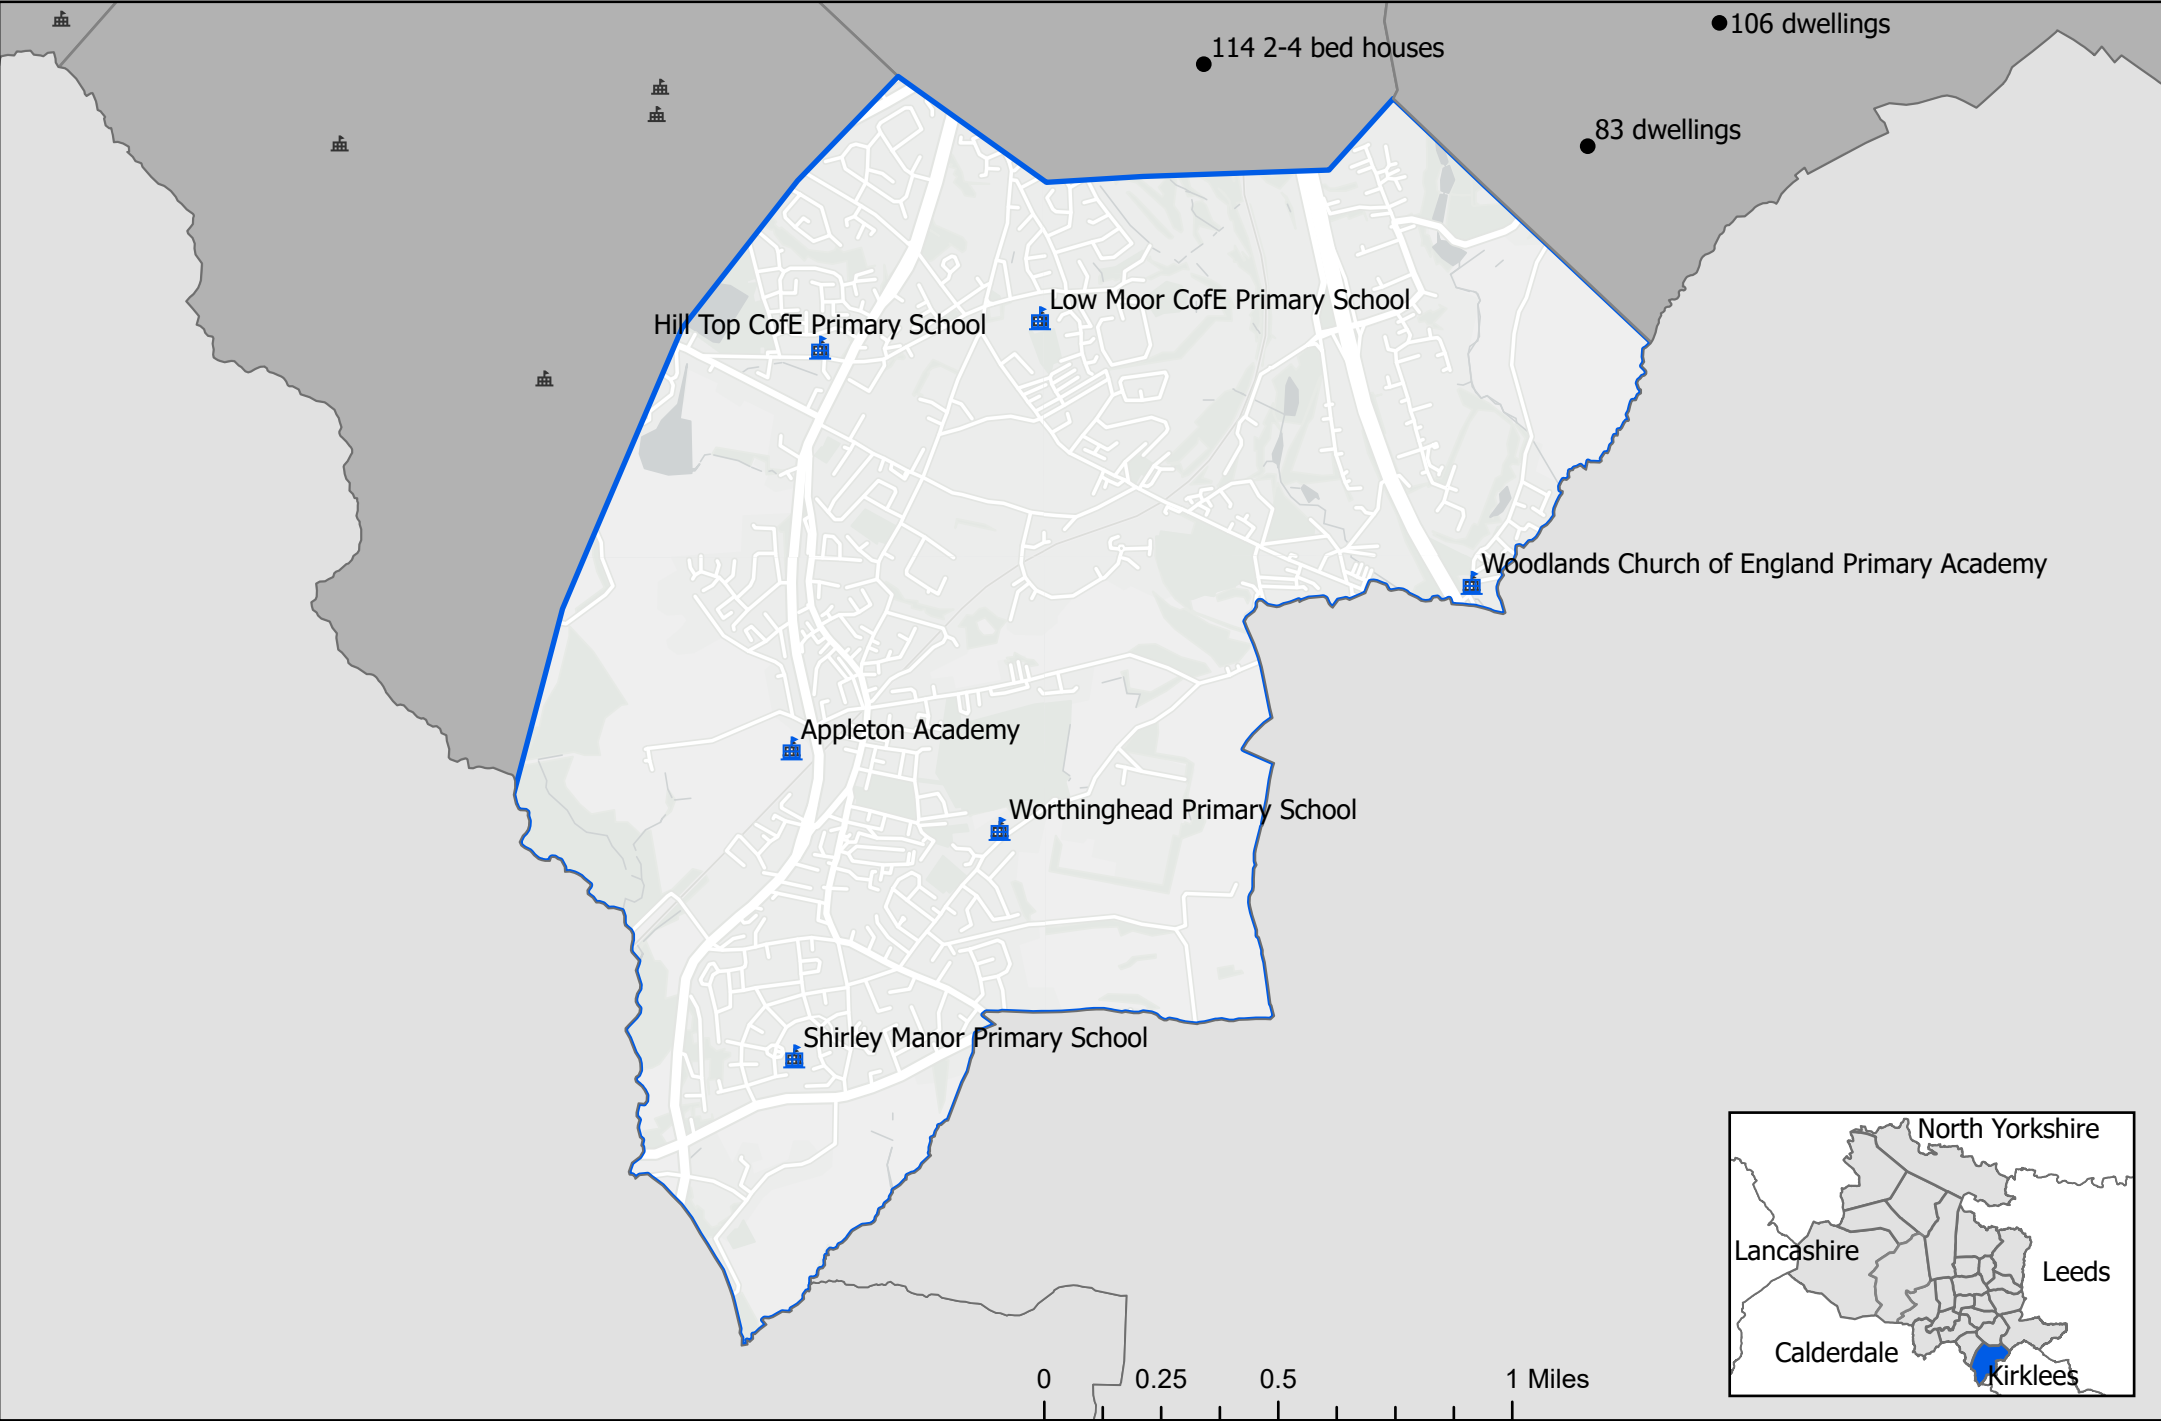 106 dwellings
114 2-4 bed houses
83 dwellings
Low Moor CofE Primary School
Hill Top CofE Primary School
Woodlands Church of England Primary Academy
Appleton Academy
Worthinghead Primary School
Shirley Manor Primary School
North Yorkshire
Lancashire
Leeds
Calderdale
Kirklees
0 0.25 0.5 1 Miles